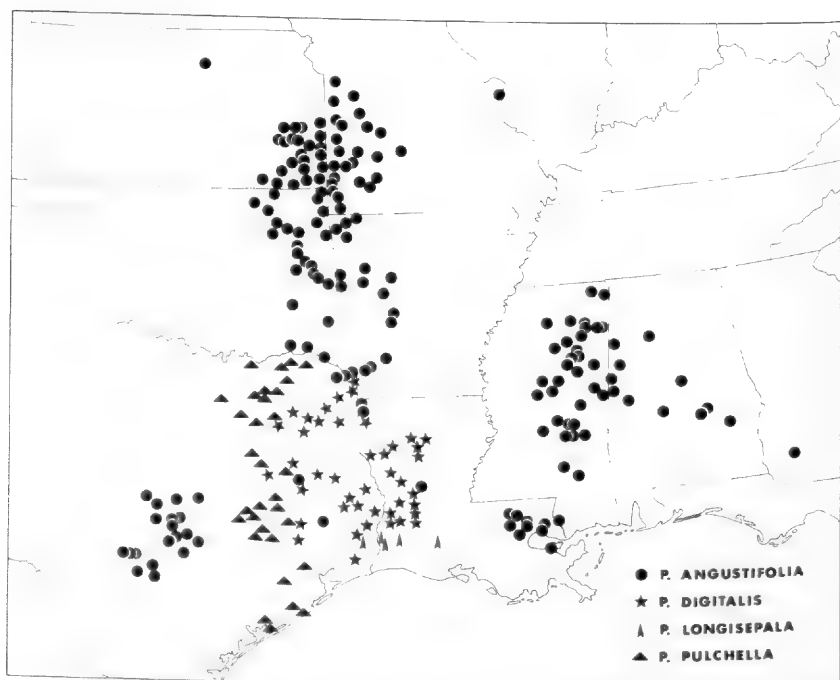 P. ANGUSTIFOLIA
P. DIGITALIS
P. LONGISEPALA
P. PULCHELLA